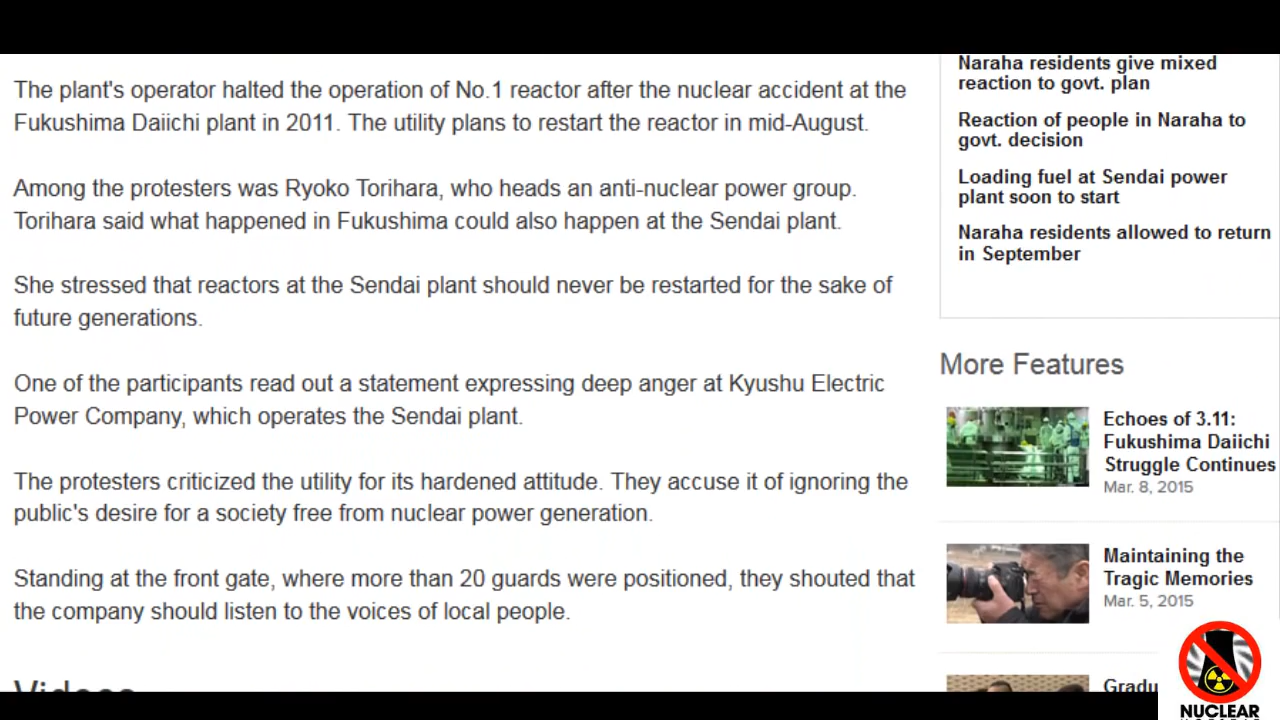 The plant's operator halted the operation of No.1 reactor after the nuclear accident at the
Fukushima Daiichi plant in 2011. The utility plans to restart the reactor in mid-August.
Among the protesters was Ryoko Torihara, who heads an anti-nuclear power group.
Torihara said what happened in Fukushima could also happen at the Sendai plant.
She stressed that reactors at the Sendai plant should never be restarted for the sake of
future generations.
One of the participants read out a statement expressing deep anger at Kyushu Electric
Power Company, which operates the Sendai plant.
The protesters criticized the utility for its hardened attitude. They accuse it of ignoring the
public's desire for a society free from nuclear power generation.
Standing at the front gate, where more than 20 guards were positioned, they shouted that
the company should listen to the voices of local people.
Videos
Naraha residents give mixed
reaction to govt. plan
Reaction of people in Naraha to
govt. decision
Loading fuel at Sendai power
plant soon to start
Naraha residents allowed to return
in September
More Features
Echoes of 3.11:
Fukushima Daiichi
Struggle Continues
Mar. 8, 2015
Maintaining the
Tragic Memories
Mar. 5, 2015
Gradu
NUCLEAR